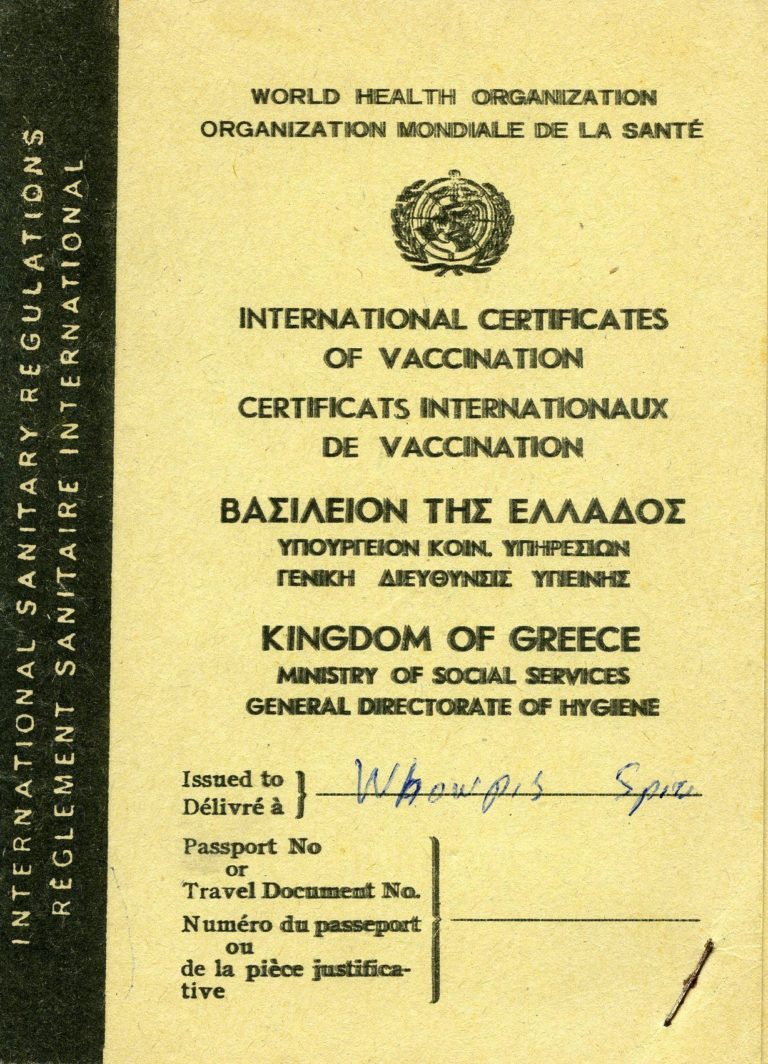 INTERNATIONAL SANITARY REGULATIONS
RÈGLEMENT SANITAIRE INTERNATIONAL
WORLD HEALTH ORGANIZATION
ORGANIZATION MONDIALE DE LA SANTÉ
INTERNATIONAL CERTIFICATES
OF VACCINATION
CERTIFICATS INTERNATIONAUX
DE VACCINATION
ΒΑΣΙΛΕΙΟΝ ΤΗΣ ΕΛΛΑΔΟΣ
ΥΠΟΥΡΓΕΙΟΝ ΚΟΙΝ. ΥΠΗΡΕΣΙΩΝ
ΓΕΝΙΚΗ ΔΙΕΥΘΥΝΣΙΣ ΥΓΙΕΙΝΗΣ
KINGDOM OF GREECE
MINISTRY OF SOCIAL SERVICES
GENERAL DIRECTORATE OF HYGIENE
Issued to
Délivré à
Passport No
or
Travel Document No.
Numéro du passeport
ou
de la pièce justifica-
tive